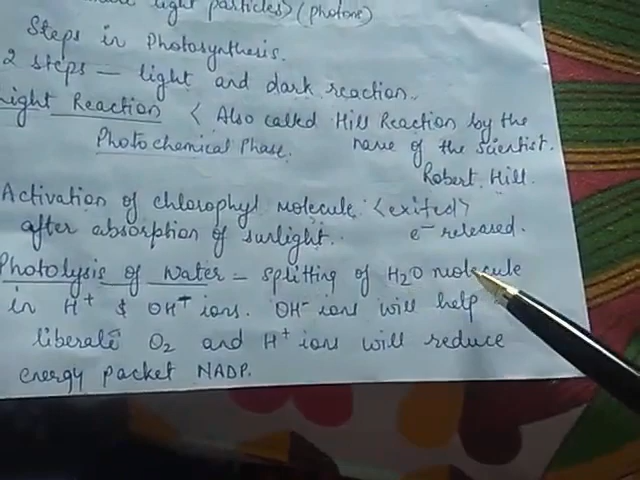 light particles> (photons)
Steps in Photosynthesis.
2 steps — light and dark reaction.
Light Reaction < Also called Hill Reaction by the
Photochemical Phase. name of the scientist.
Robert Hill.
Activation of chlorophyl molecule <exited>
after absorption of sunlight. e⁻ released.
Photolysis of Water – splitting of H₂O molecule
in H⁺ & OH⁻ ions. OH⁻ ions will help
liberate O₂ and H⁺ ions will reduce
energy packet NADP.